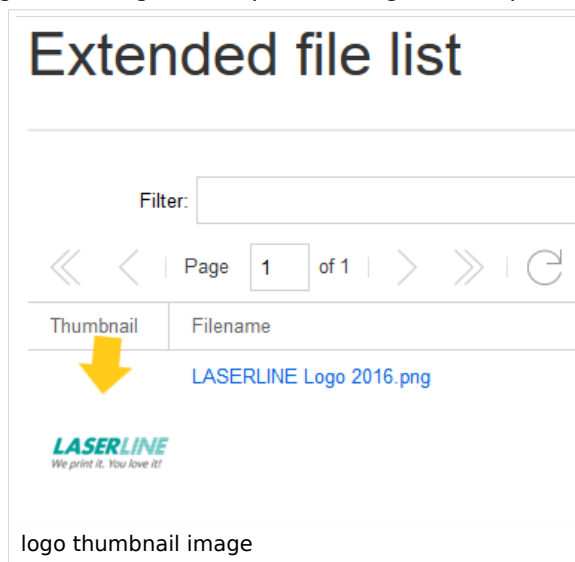 Extended file list
Filter:
Page 1 of 1
Thumbnail Filename
LASERLINE Logo 2016.png
LASERLINE
We print it. You love it!
logo thumbnail image